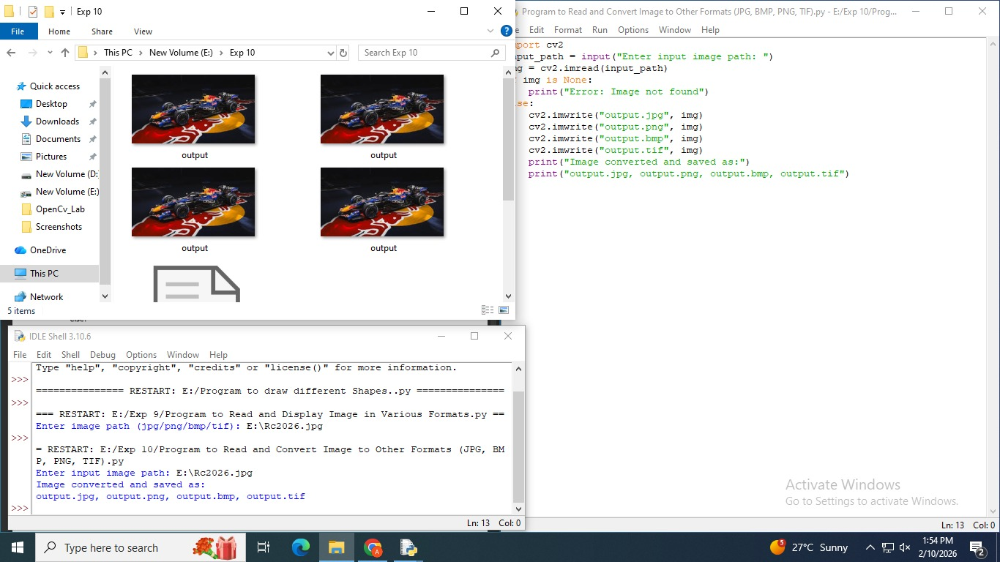 Exp 10
File
Home
Share
View
This PC
New Volume (E:)
Exp 10
Search Exp 10
Quick access
Desktop
Downloads
Documents
Pictures
New Volume (D:
New Volume (E:)
OpenCv_Lab
Screenshots
OneDrive
This PC
Network
output
output
output
output
5 items
Program to Read and Convert Image to Other Formats (JPG, BMP, PNG, TIF).py - E:/Exp 10/Prog...
Edit Format Run Options Window Help
port cv2
put_path = input("Enter input image path: ")
g = cv2.imread(input_path)
img is None:
print("Error: Image not found")
se:
cv2.imwrite("output.jpg", img)
cv2.imwrite("output.png", img)
cv2.imwrite("output.bmp", img)
cv2.imwrite("output.tif", img)
print("Image converted and saved as:")
print("output.jpg, output.png, output.bmp, output.tif")
Activate Windows
Go to Settings to activate Windows.
Ln: 13 Col: 0
IDLE Shell 3.10.6
File Edit Shell Debug Options Window Help
Type "help", "copyright", "credits" or "license()" for more information.
>>>
=============== RESTART: E:/Program to draw different Shapes..py ===============
>>>
=== RESTART: E:/Exp 9/Program to Read and Display Image in Various Formats.py ==
Enter image path (jpg/png/bmp/tif): E:\Rc2026.jpg
>>>
= RESTART: E:/Exp 10/Program to Read and Convert Image to Other Formats (JPG, BM
P, PNG, TIF).py
Enter input image path: E:\Rc2026.jpg
Image converted and saved as:
output.jpg, output.png, output.bmp, output.tif
>>>
Ln: 13 Col: 0
Type here to search
5
27°C Sunny
1:54 PM
2/10/2026
2